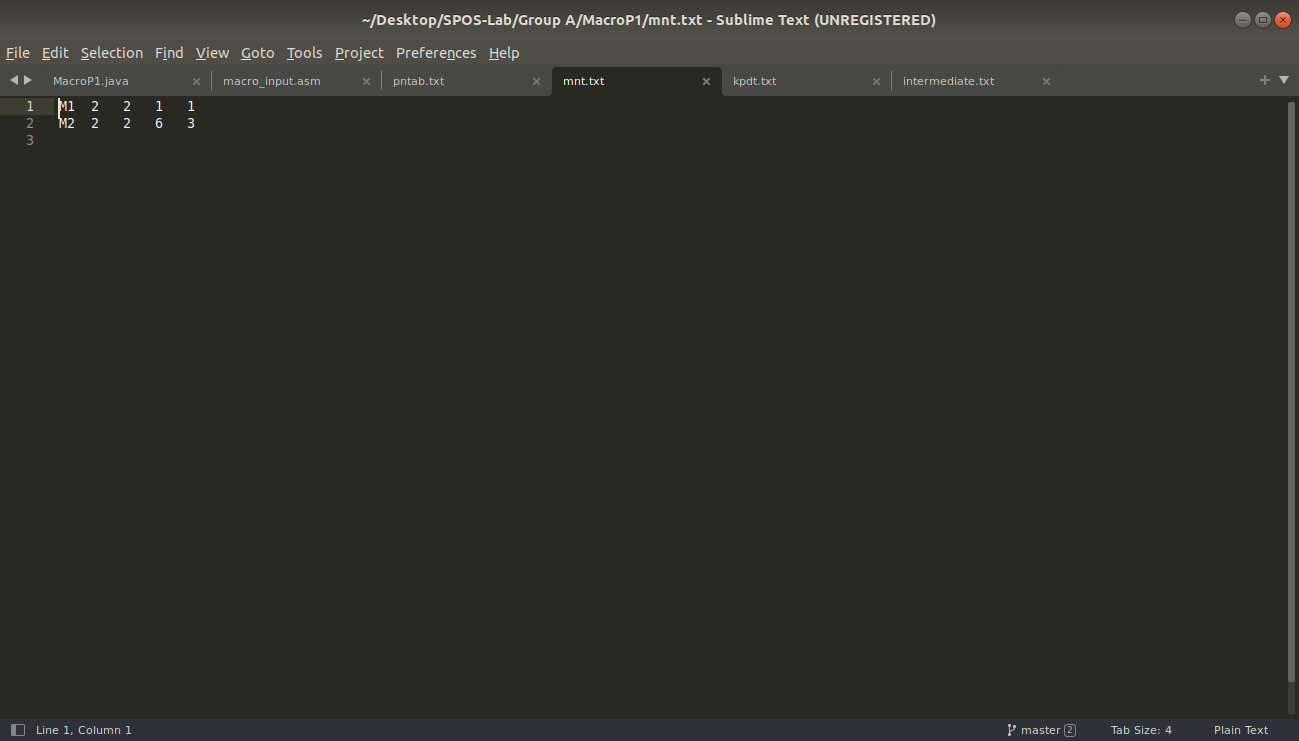 ~/Desktop/SPOS-Lab/Group A/MacroP1/mnt.txt - Sublime Text (UNREGISTERED)
File Edit Selection Find View Goto Tools Project Preferences Help
MacroP1.java macro_input.asm pntab.txt mnt.txt kpdt.txt intermediate.txt
1 M1 2 2 1 1
2 M2 2 2 6 3
3
Line 1, Column 1 master 2 Tab Size: 4 Plain Text